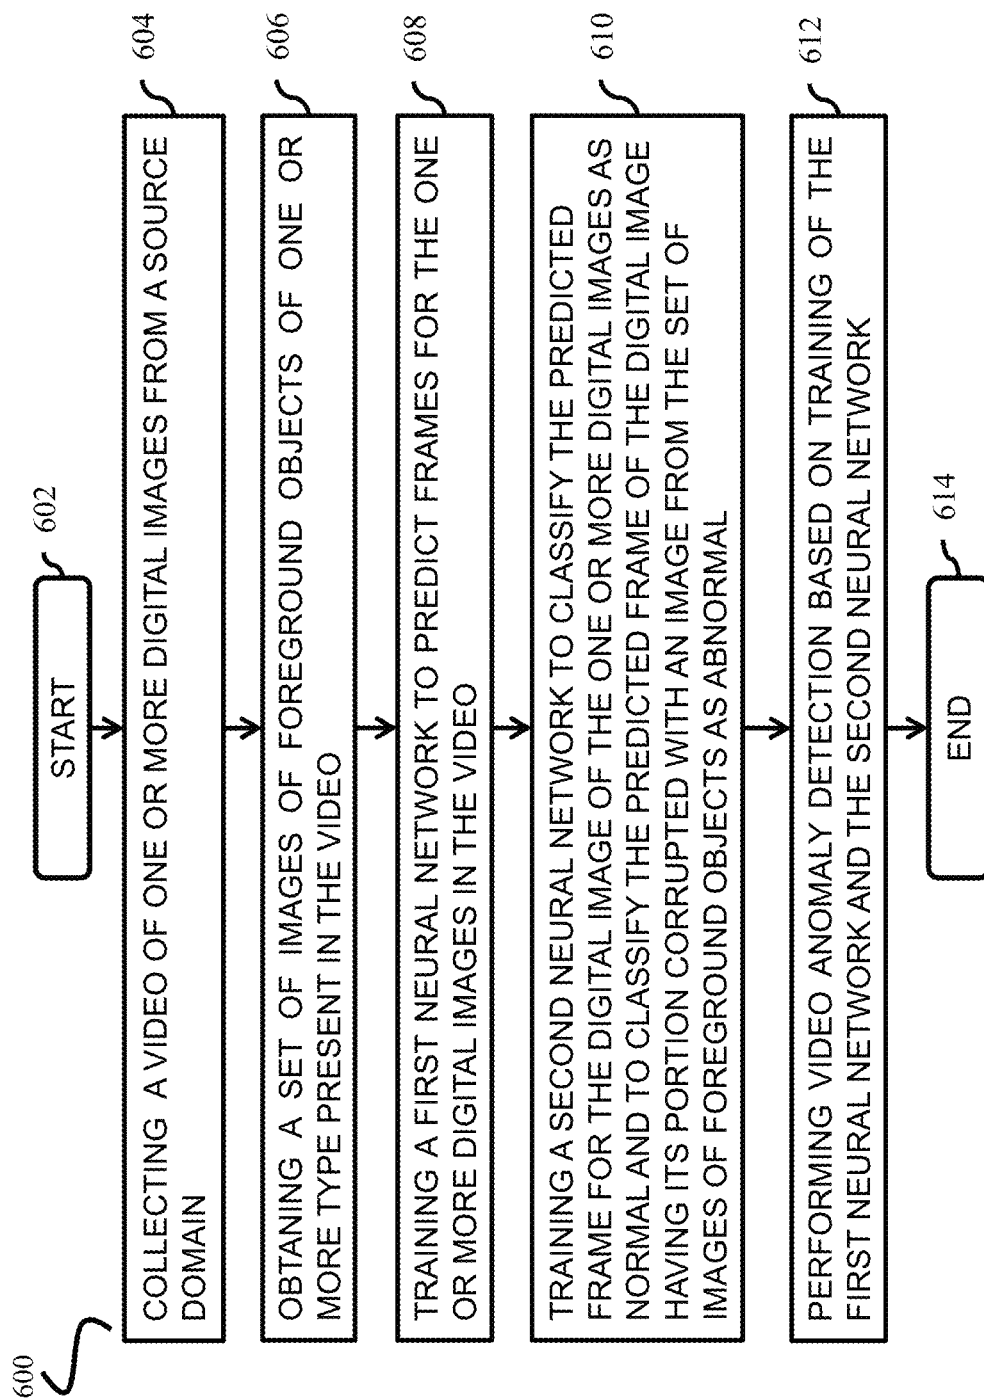 600
START
602
COLLECTING A VIDEO OF ONE OR MORE DIGITAL IMAGES FROM A SOURCE
DOMAIN
604
OBTANING A SET OF IMAGES OF FOREGROUND OBJECTS OF ONE OR
MORE TYPE PRESENT IN THE VIDEO
606
TRAINING A FIRST NEURAL NETWORK TO PREDICT FRAMES FOR THE ONE
OR MORE DIGITAL IMAGES IN THE VIDEO
608
TRAINING A SECOND NEURAL NETWORK TO CLASSIFY THE PREDICTED
FRAME FOR THE DIGITAL IMAGE OF THE ONE OR MORE DIGITAL IMAGES AS
NORMAL AND TO CLASSIFY THE PREDICTED FRAME OF THE DIGITAL IMAGE
HAVING ITS PORTION CORRUPTED WITH AN IMAGE FROM THE SET OF
IMAGES OF FOREGROUND OBJECTS AS ABNORMAL
610
PERFORMING VIDEO ANOMALY DETECTION BASED ON TRAINING OF THE
FIRST NEURAL NETWORK AND THE SECOND NEURAL NETWORK
612
END
614